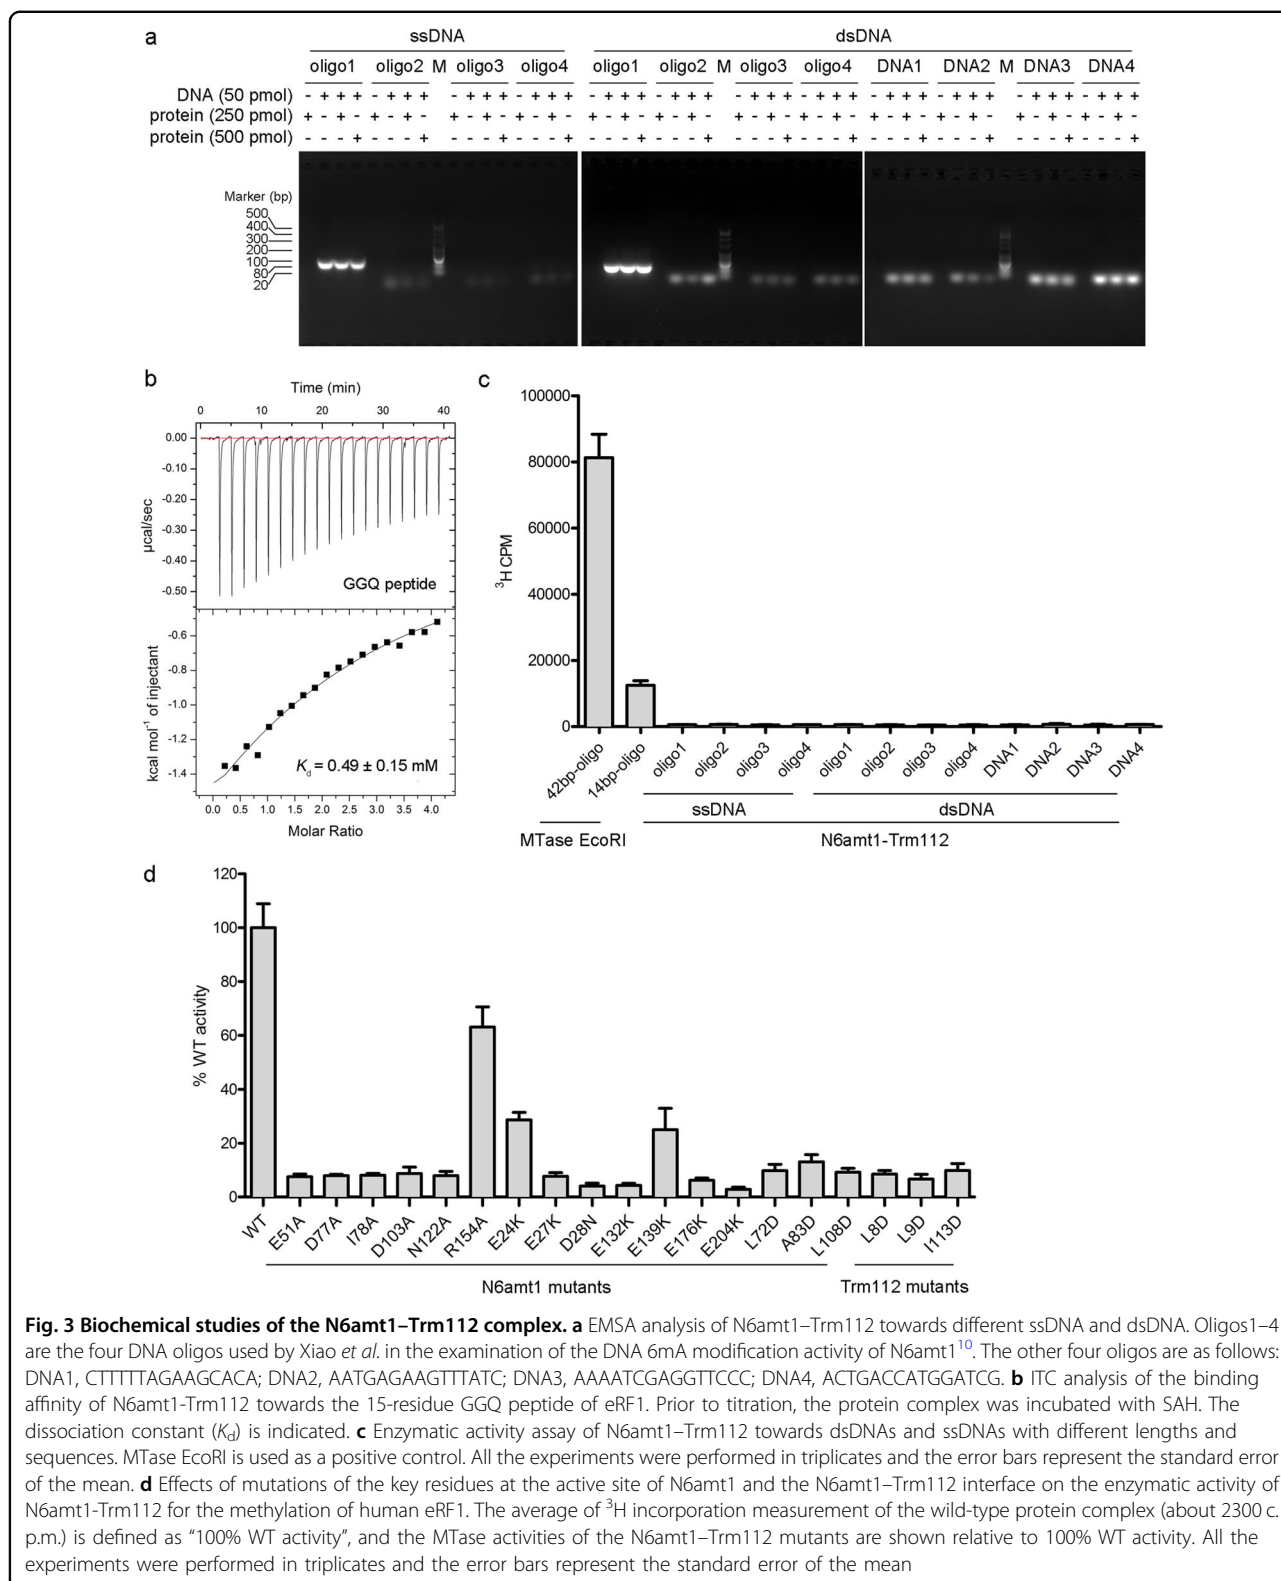 a
ssDNA dsDNA
oligo1 oligo2 M oligo3 oligo4 oligo1 oligo2 M oligo3 oligo4 DNA1 DNA2 M DNA3 DNA4
DNA (50 pmol) - + + + - + + + - + + + - + + + - + + + - + + + - + + + - + + + - + + + - + + + - + + + - + + +
protein (250 pmol) + - + - + - + - + - + - + - + - + - + - + - + - + - + - + - + - + - + - + - + - + - + - + - + -
protein (500 pmol) - - - + - - - + - - - + - - - + - - - + - - - + - - - + - - - + - - - + - - - + - - - + - - - +
Marker (bp)
500
400
300
200
100
80
20
b
Time (min)
0 10 20 30 40
0.00
-0.10
-0.20
-0.30
-0.40
-0.50
µcal/sec
GGQ peptide
-0.6
-0.8
-1.0
-1.2
-1.4
kcal mol⁻¹ of injectant
Kd = 0.49 ± 0.15 mM
0.0 0.5 1.0 1.5 2.0 2.5 3.0 3.5 4.0
Molar Ratio
c
100000
80000
60000
40000
20000
0
³H CPM
42bp-oligo 14bp-oligo oligo1 oligo2 oligo3 oligo4 oligo1 oligo2 oligo3 oligo4 DNA1 DNA2 DNA3 DNA4
ssDNA dsDNA
MTase EcoRI N6amt1-Trm112
d
120
100
80
60
40
20
0
% WT activity
WT E51A D77A I78A D103A N122A R154A E24K E27K D28N E132K E139K E176K E204K L72D A83D L108D L8D L9D I113D
N6amt1 mutants Trm112 mutants
Fig. 3 Biochemical studies of the N6amt1–Trm112 complex. a EMSA analysis of N6amt1–Trm112 towards different ssDNA and dsDNA. Oligos1–4
are the four DNA oligos used by Xiao et al. in the examination of the DNA 6mA modification activity of N6amt1¹⁰. The other four oligos are as follows:
DNA1, CTTTTTAGAAGCACA; DNA2, AATGAGAAGTTTATC; DNA3, AAAATCGAGGTTCCC; DNA4, ACTGACCATGGATCG. b ITC analysis of the binding
affinity of N6amt1-Trm112 towards the 15-residue GGQ peptide of eRF1. Prior to titration, the protein complex was incubated with SAH. The
dissociation constant (Kd) is indicated. c Enzymatic activity assay of N6amt1–Trm112 towards dsDNAs and ssDNAs with different lengths and
sequences. MTase EcoRI is used as a positive control. All the experiments were performed in triplicates and the error bars represent the standard error
of the mean. d Effects of mutations of the key residues at the active site of N6amt1 and the N6amt1–Trm112 interface on the enzymatic activity of
N6amt1-Trm112 for the methylation of human eRF1. The average of ³H incorporation measurement of the wild-type protein complex (about 2300 c.
p.m.) is defined as “100% WT activity”, and the MTase activities of the N6amt1–Trm112 mutants are shown relative to 100% WT activity. All the
experiments were performed in triplicates and the error bars represent the standard error of the mean